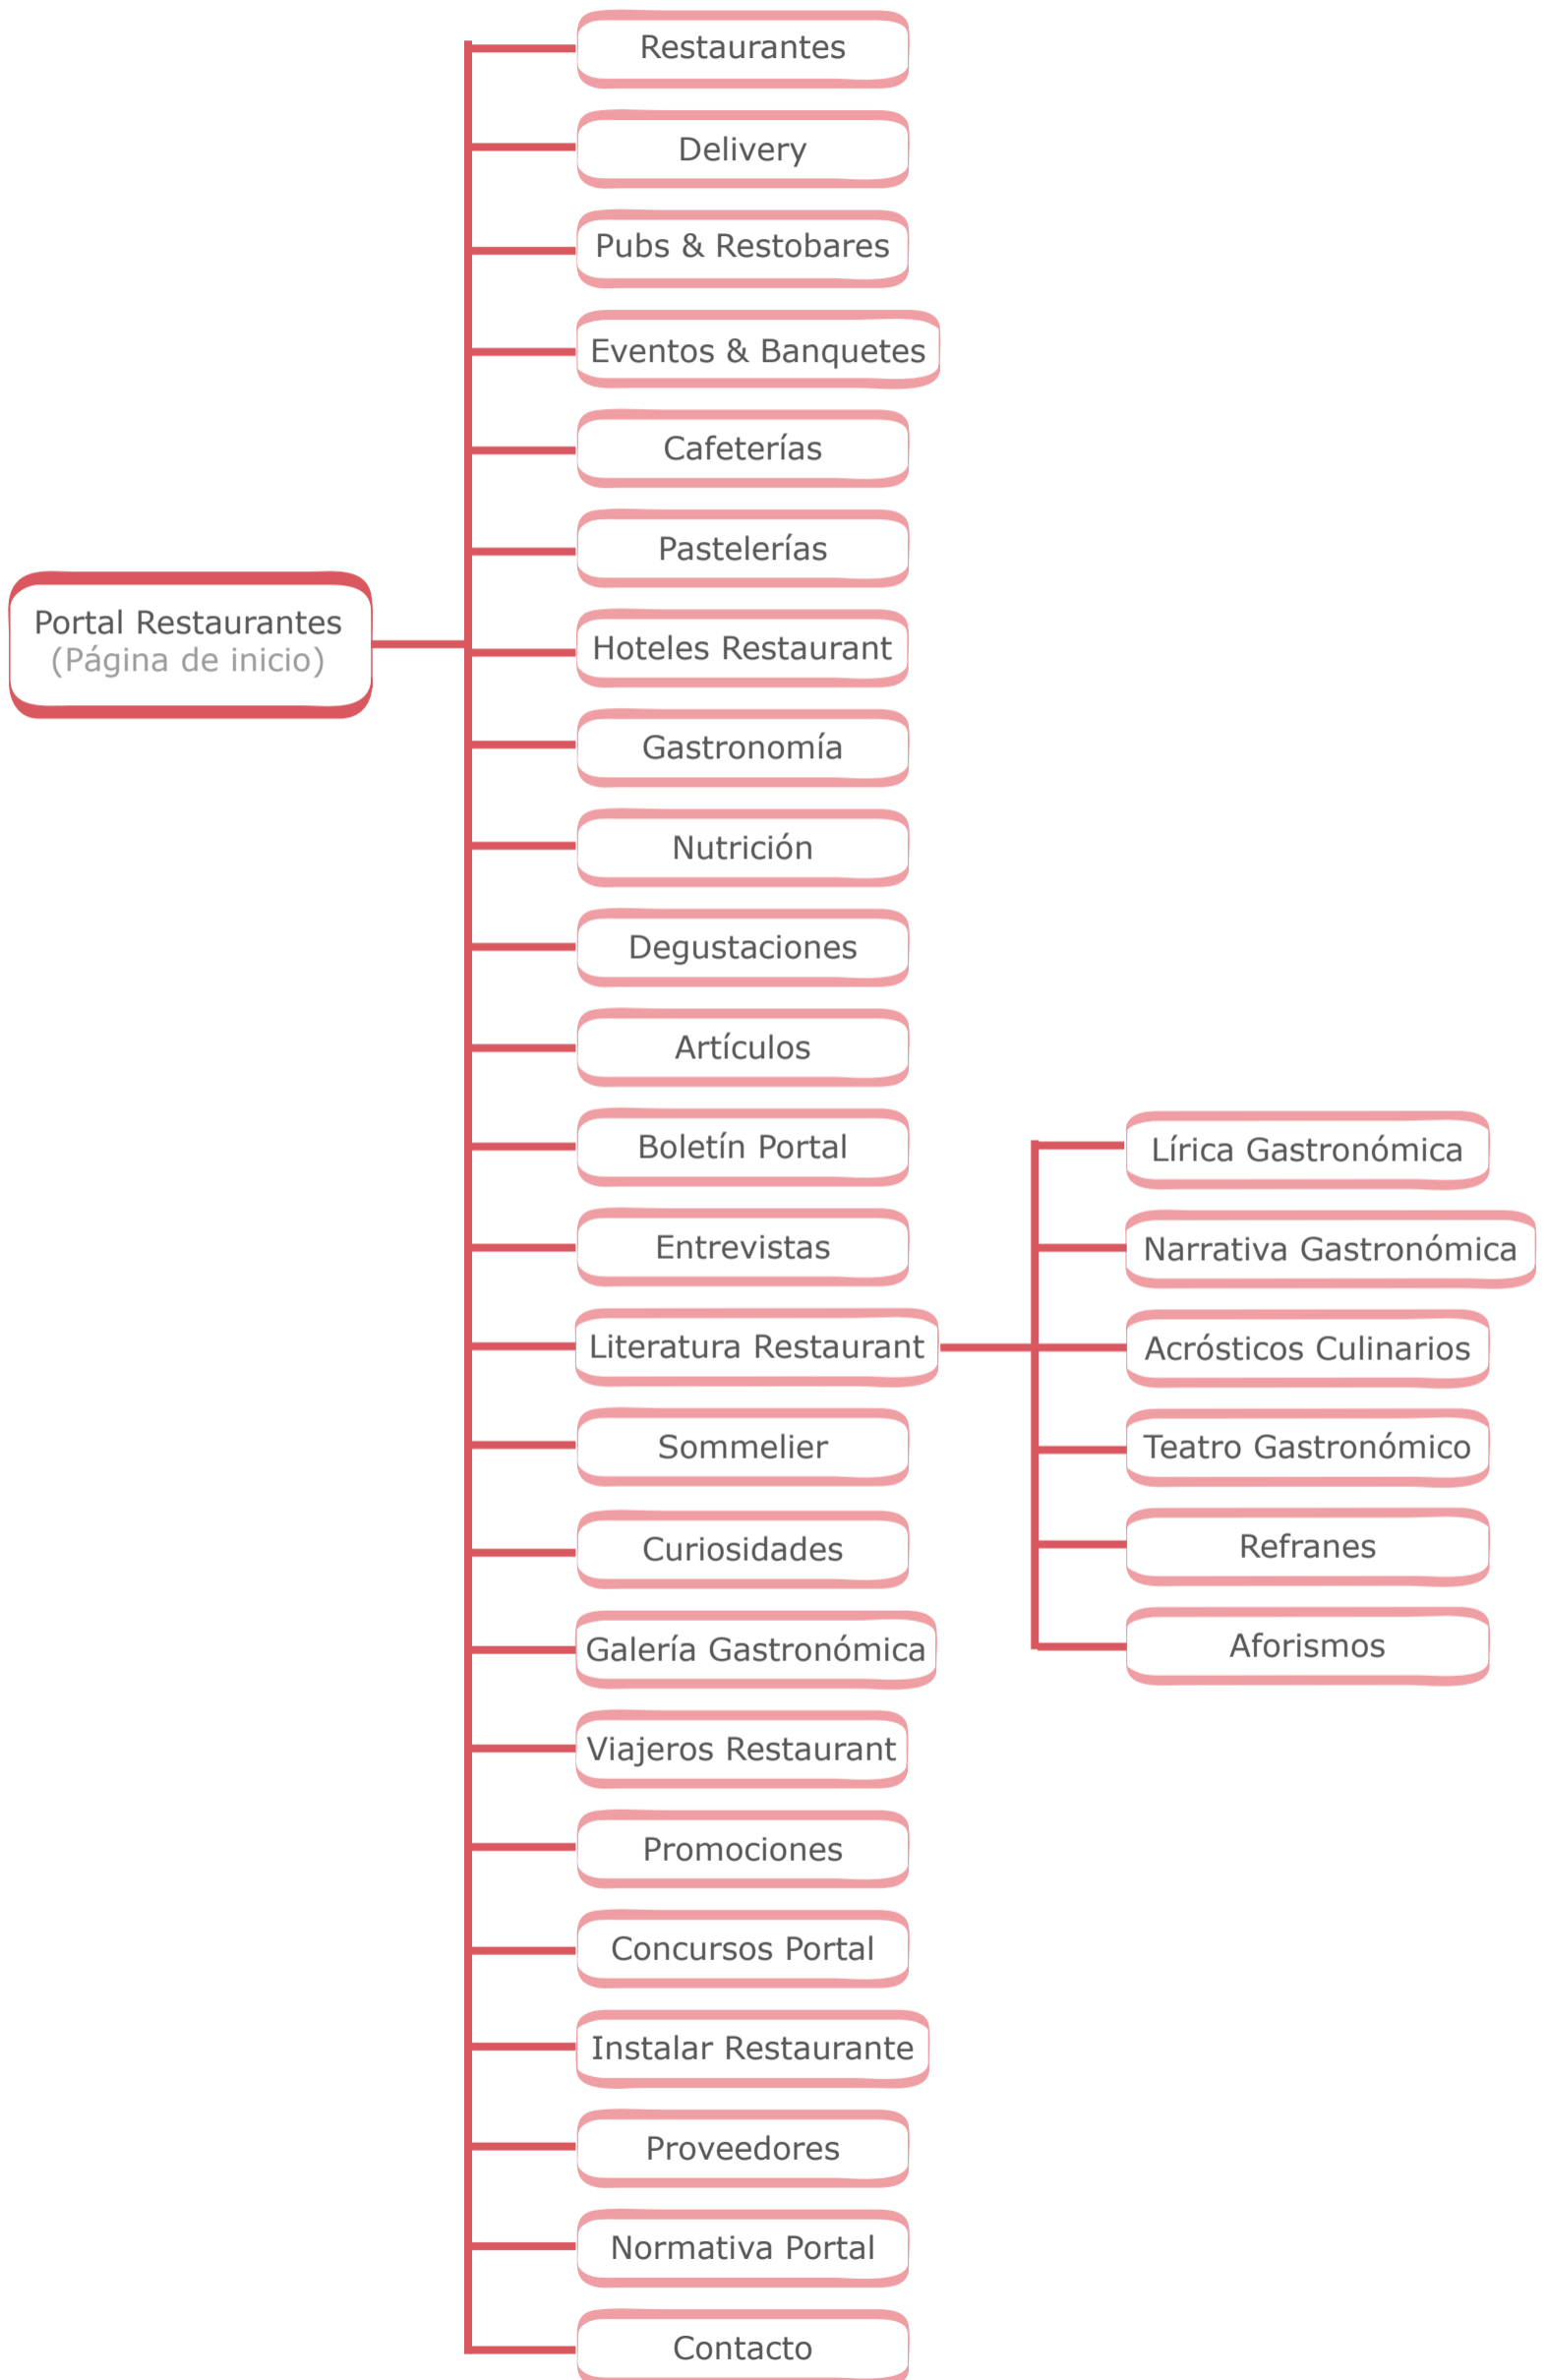 Restaurantes
Delivery
Pubs & Restobares
Eventos & Banquetes
Cafeterías
Pastelerías
Portal Restaurantes
(Página de inicio)
Hoteles Restaurant
Gastronomía
Nutrición
Degustaciones
Artículos
Boletín Portal
Entrevistas
Literatura Restaurant
Lírica Gastronómica
Narrativa Gastronómica
Acrósticos Culinarios
Teatro Gastronómico
Refranes
Aforismos
Sommelier
Curiosidades
Galería Gastronómica
Viajeros Restaurant
Promociones
Concursos Portal
Instalar Restaurante
Proveedores
Normativa Portal
Contacto